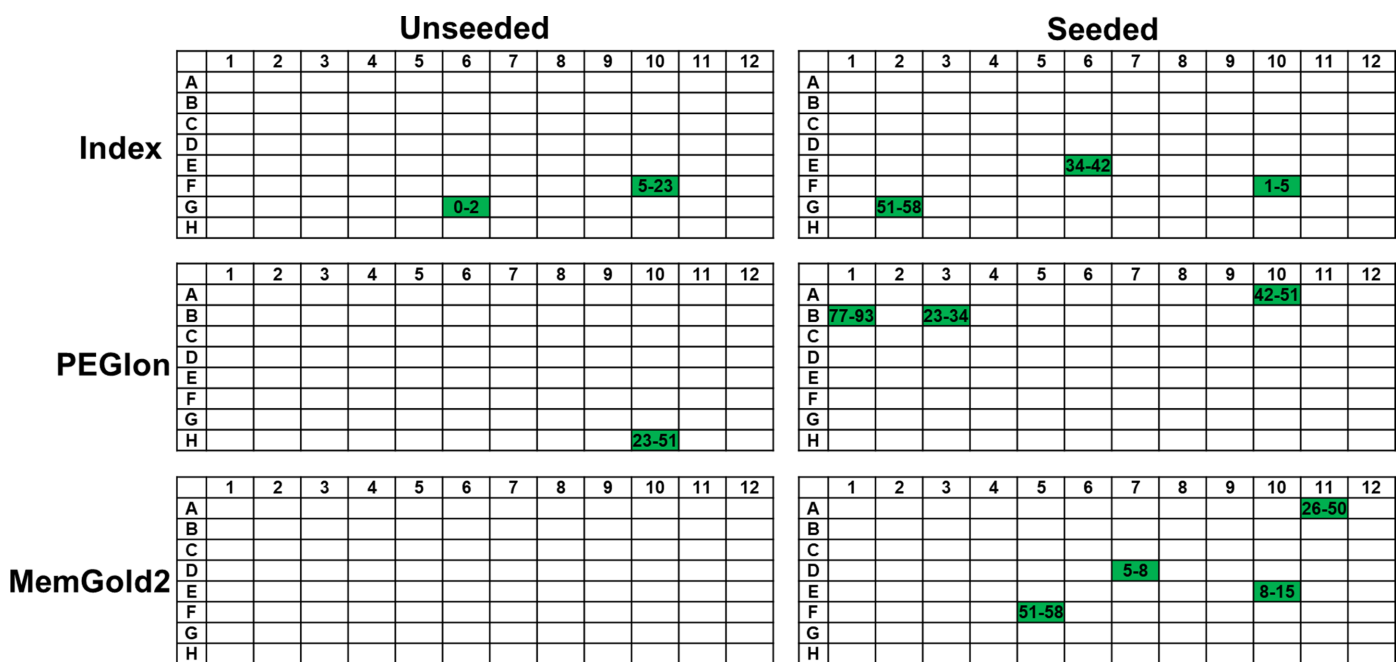 Unseeded Seeded
1 2 3 4 5 6 7 8 9 10 11 12 1 2 3 4 5 6 7 8 9 10 11 12
A A
B B
C C
Index D D
E E 34-42
F 5-23 F 1-5
G 0-2 G 51-58
H H
1 2 3 4 5 6 7 8 9 10 11 12 1 2 3 4 5 6 7 8 9 10 11 12
A A 42-51
B B 77-93 23-34
C C
PEGIon D D
E E
F F
G G
H 23-51 H
1 2 3 4 5 6 7 8 9 10 11 12 1 2 3 4 5 6 7 8 9 10 11 12
A A 26-50
B B
C C
MemGold2 D D 5-8
E E 8-15
F F 51-58
G G
H H